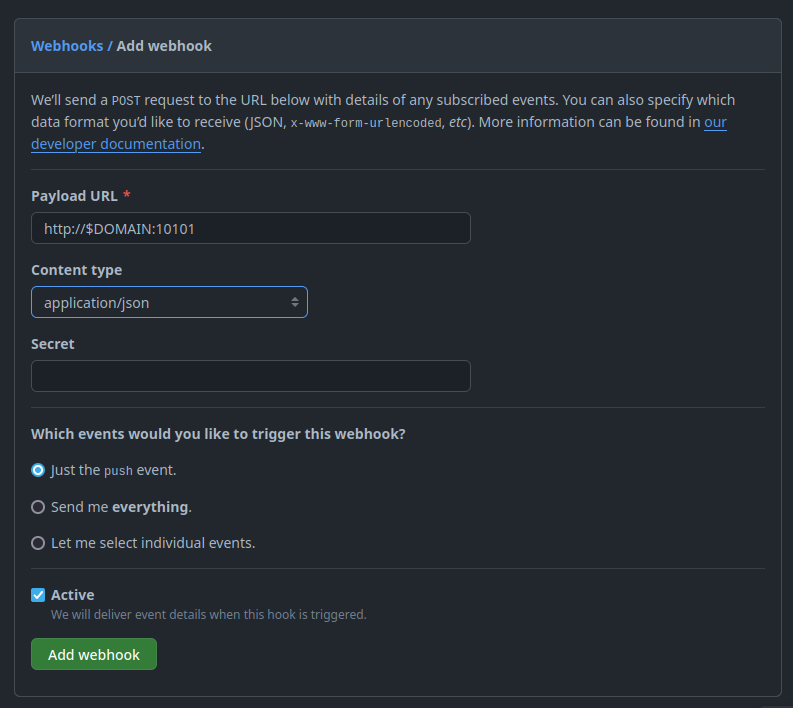 Webhooks / Add webhook
We’ll send a POST request to the URL below with details of any subscribed events. You can also specify which
data format you’d like to receive (JSON, x-www-form-urlencoded, etc). More information can be found in our
developer documentation.
Payload URL *
http://$DOMAIN:10101
Content type
application/json
Secret
Which events would you like to trigger this webhook?
Just the push event.
Send me everything.
Let me select individual events.
Active
We will deliver event details when this hook is triggered.
Add webhook